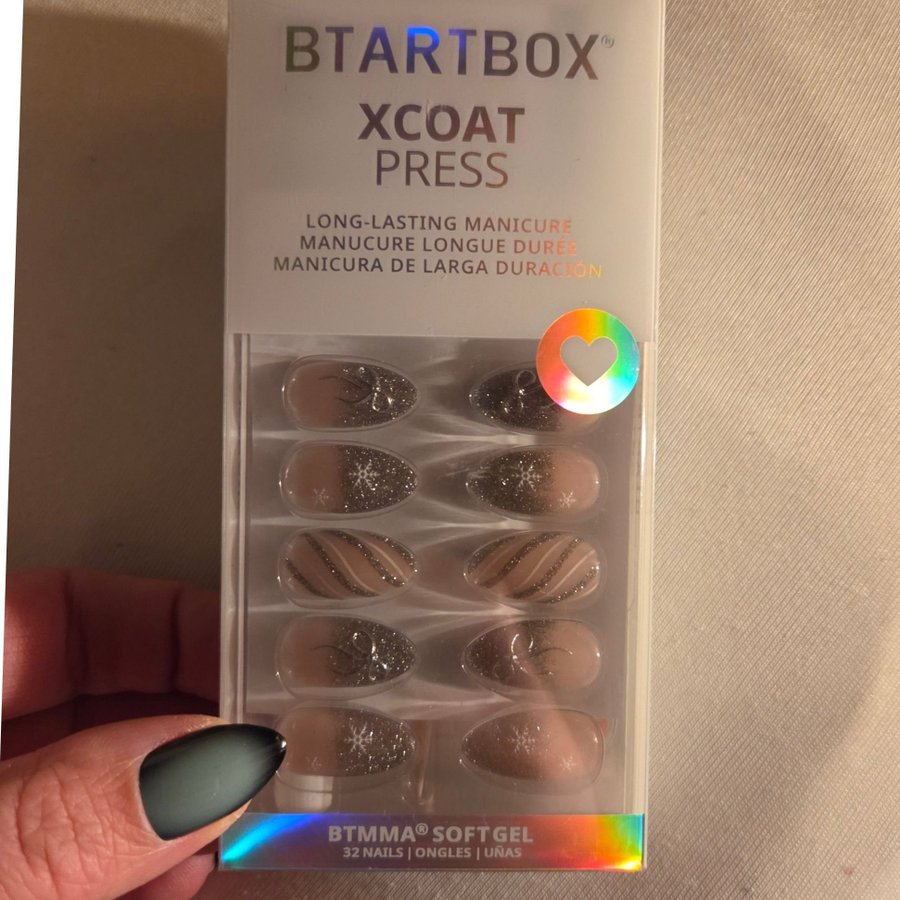 BTARTBOX
XCOAT
PRESS
LONG-LASTING MANICURE
MANUCURE LONGUE DURÉE
MANICURA DE LARGA DURACIÓN
BTMMA® SOFT GEL
32 NAILS | ONGLES | UÑAS